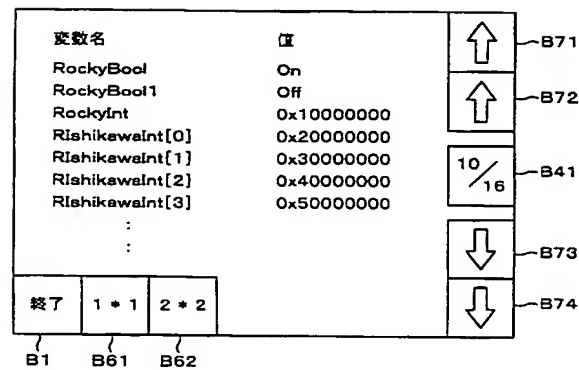 変数名 値
RockyBool On
RockyBool1 Off
RockyInt 0x10000000
RIshikawaInt[0] 0x20000000
RIshikawaInt[1] 0x30000000
RIshikawaInt[2] 0x40000000
RIshikawaInt[3] 0x50000000
:
:
10/16
終了 1*1 2*2
B1 B61 B62
B71
B72
B41
B73
B74